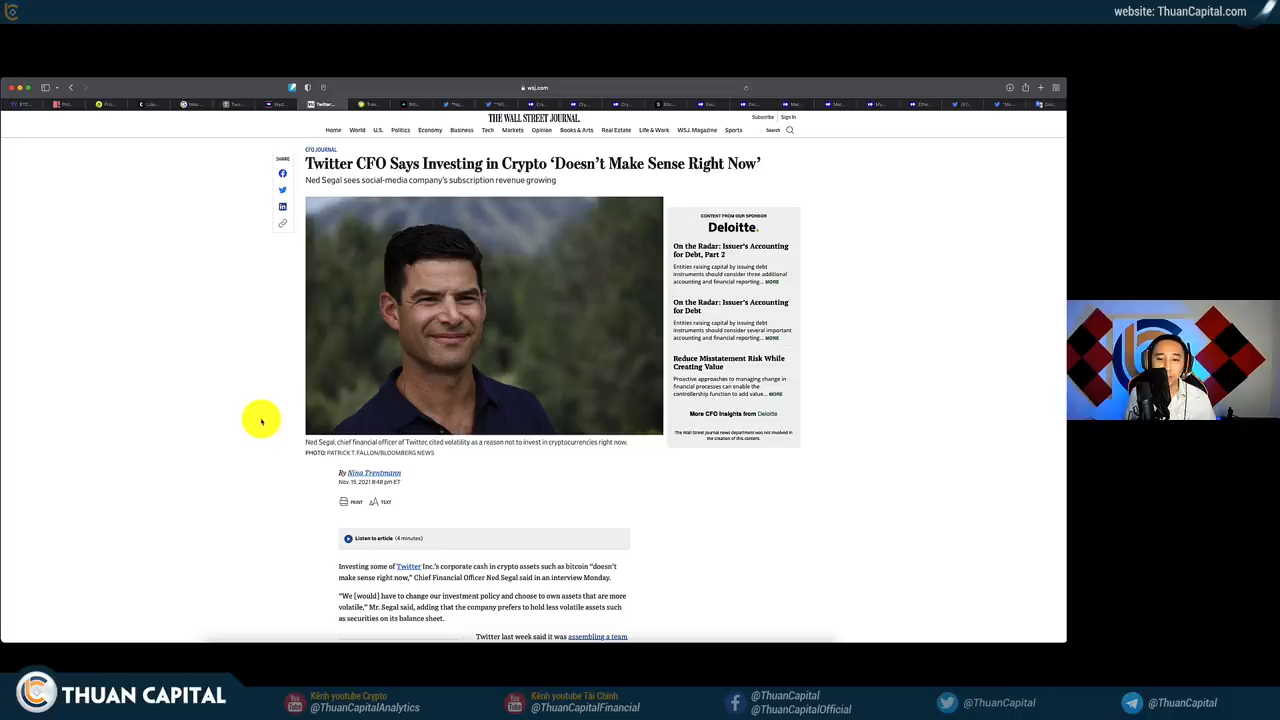 website: ThuanCapital.com
wsj.com
THE WALL STREET JOURNAL.
Subscribe Sign In
Home World U.S. Politics Economy Business Tech Markets Opinion Books & Arts Real Estate Life & Work WSJ. Magazine Sports
Search
SHARE
CFO JOURNAL
Twitter CFO Says Investing in Crypto ‘Doesn’t Make Sense Right Now’
Ned Segal sees social-media company’s subscription revenue growing
CONTENT FROM OUR SPONSOR
Deloitte.
On the Radar: Issuer’s Accounting
for Debt, Part 2
Entities raising capital by issuing debt
instruments should consider three additional
accounting and financial reporting... MORE
On the Radar: Issuer’s Accounting
for Debt
Entities raising capital by issuing debt
instruments should consider several important
accounting and financial reporting... MORE
Reduce Misstatement Risk While
Creating Value
Proactive approaches to managing change in
financial processes can enable the
controllership function to add value... MORE
More CFO Insights from Deloitte
The Wall Street Journal news department was not involved in
the creation of this content.
Ned Segal, chief financial officer of Twitter, cited volatility as a reason not to invest in cryptocurrencies right now.
PHOTO: PATRICK T. FALLON/BLOOMBERG NEWS
By Nina Trentmann
Nov. 15, 2021 8:48 pm ET
PRINT AA TEXT
Listen to article (4 minutes)
Investing some of Twitter Inc.’s corporate cash in crypto assets such as bitcoin “doesn’t
make sense right now,” Chief Financial Officer Ned Segal said in an interview Monday.
“We [would] have to change our investment policy and choose to own assets that are more
volatile,” Mr. Segal said, adding that the company prefers to hold less volatile assets such
as securities on its balance sheet.
Twitter last week said it was assembling a team
THUAN CAPITAL
Kênh youtube Crypto
@ThuanCapitalAnalytics
Kênh youtube Tài Chính
@ThuanCapitalFinancial
@ThuanCapital
@ThuanCapitalOfficial
@ThuanCapital
@ThuanCapital